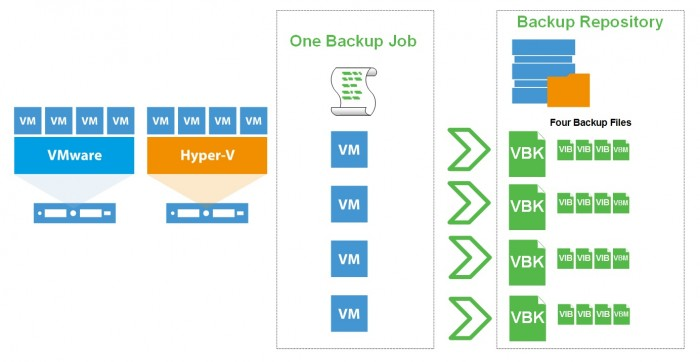 Backup Repository
One Backup Job
Four Backup Files
VM VM VM VM VM VM VM VM
VMware Hyper-V
VM VBK VIB VIB VIB VBM
VM VBK VIB VIB VIB VBM
VM VBK VIB VIB VIB VBM
VM VBK VIB VIB VIB VBM